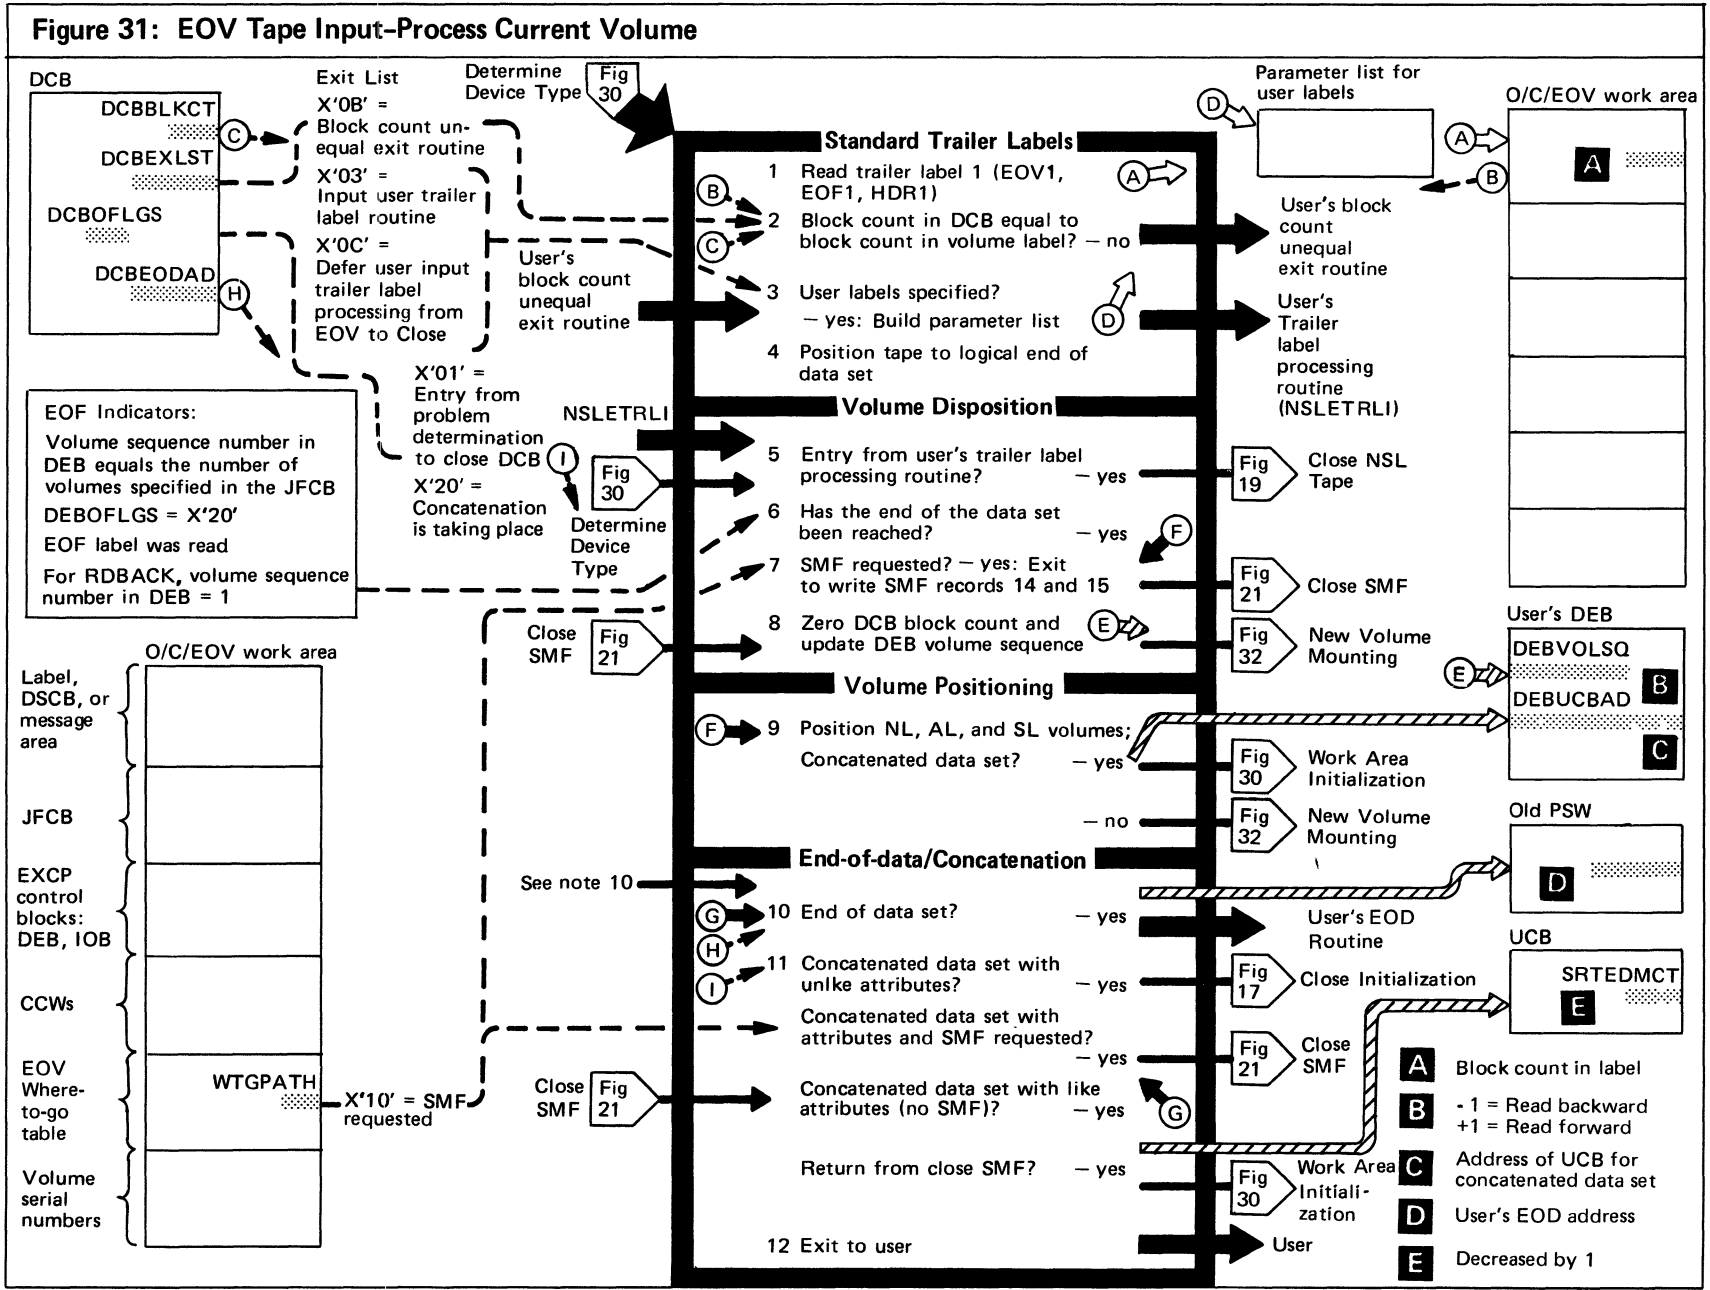 Figure 31: EOV Tape Input–Process Current Volume
DCB
DCBBLKCT
C
DCBEXLST
DCBOFLGS
DCBEODAD
H
Exit List
X'0B' =
Block count un-
equal exit routine
X'03' =
Input user trailer
label routine
X'0C' =
Defer user input
trailer label
processing from
EOV to Close
X'01' =
Entry from
problem
determination
to close DCB
X'20' =
Concatenation
is taking place
I
Determine
Device
Type
Determine
Device Type
Fig
30
User's
block count
unequal
exit routine
NSLETRLI
Fig
30
EOF Indicators:
Volume sequence number in
DEB equals the number of
volumes specified in the JFCB
DEBOFLGS = X'20'
EOF label was read
For RDBACK, volume sequence
number in DEB = 1
Close
SMF
Fig
21
O/C/EOV work area
Label,
DSCB, or
message
area
JFCB
EXCP
control
blocks:
DEB, IOB
CCWs
EOV
Where-
to-go
table
WTGPATH
X'10' = SMF
requested
Volume
serial
numbers
See note 10
Close
SMF
Fig
21
Standard Trailer Labels
1 Read trailer label 1 (EOV1,
EOF1, HDR1)
A
B
2 Block count in DCB equal to
block count in volume label? – no
C
3 User labels specified?
– yes: Build parameter list
D
4 Position tape to logical end of
data set
Volume Disposition
5 Entry from user's trailer label
processing routine? – yes
6 Has the end of the data set
been reached? – yes
F
7 SMF requested? – yes: Exit
to write SMF records 14 and 15
8 Zero DCB block count and
update DEB volume sequence
E
Volume Positioning
F
9 Position NL, AL, and SL volumes;
Concatenated data set? – yes
– no
End-of-data/Concatenation
G
10 End of data set? – yes
H
11 Concatenated data set with
unlke attributes? – yes
I
Concatenated data set with
attributes and SMF requested?
– yes
Concatenated data set with like
attributes (no SMF)? – yes
G
Return from close SMF? – yes
12 Exit to user
Parameter list for
user labels
D
User's block
count
unequal
exit routine
User's
Trailer
label
processing
routine
(NSLETRLI)
Fig
19
Close NSL
Tape
Fig
21
Close SMF
Fig
32
New Volume
Mounting
Fig
30
Work Area
Initialization
Fig
32
New Volume
Mounting
User's EOD
Routine
Fig
17
Close Initialization
Fig
21
Close
SMF
Fig
30
Work Area
Initiali-
zation
User
O/C/EOV work area
A
A
B
User's DEB
DEBVOLSQ
E
B
DEBUCBAD
C
Old PSW
D
UCB
SRTEDMCT
E
A Block count in label
B - 1 = Read backward
+1 = Read forward
C Address of UCB for
concatenated data set
D User's EOD address
E Decreased by 1